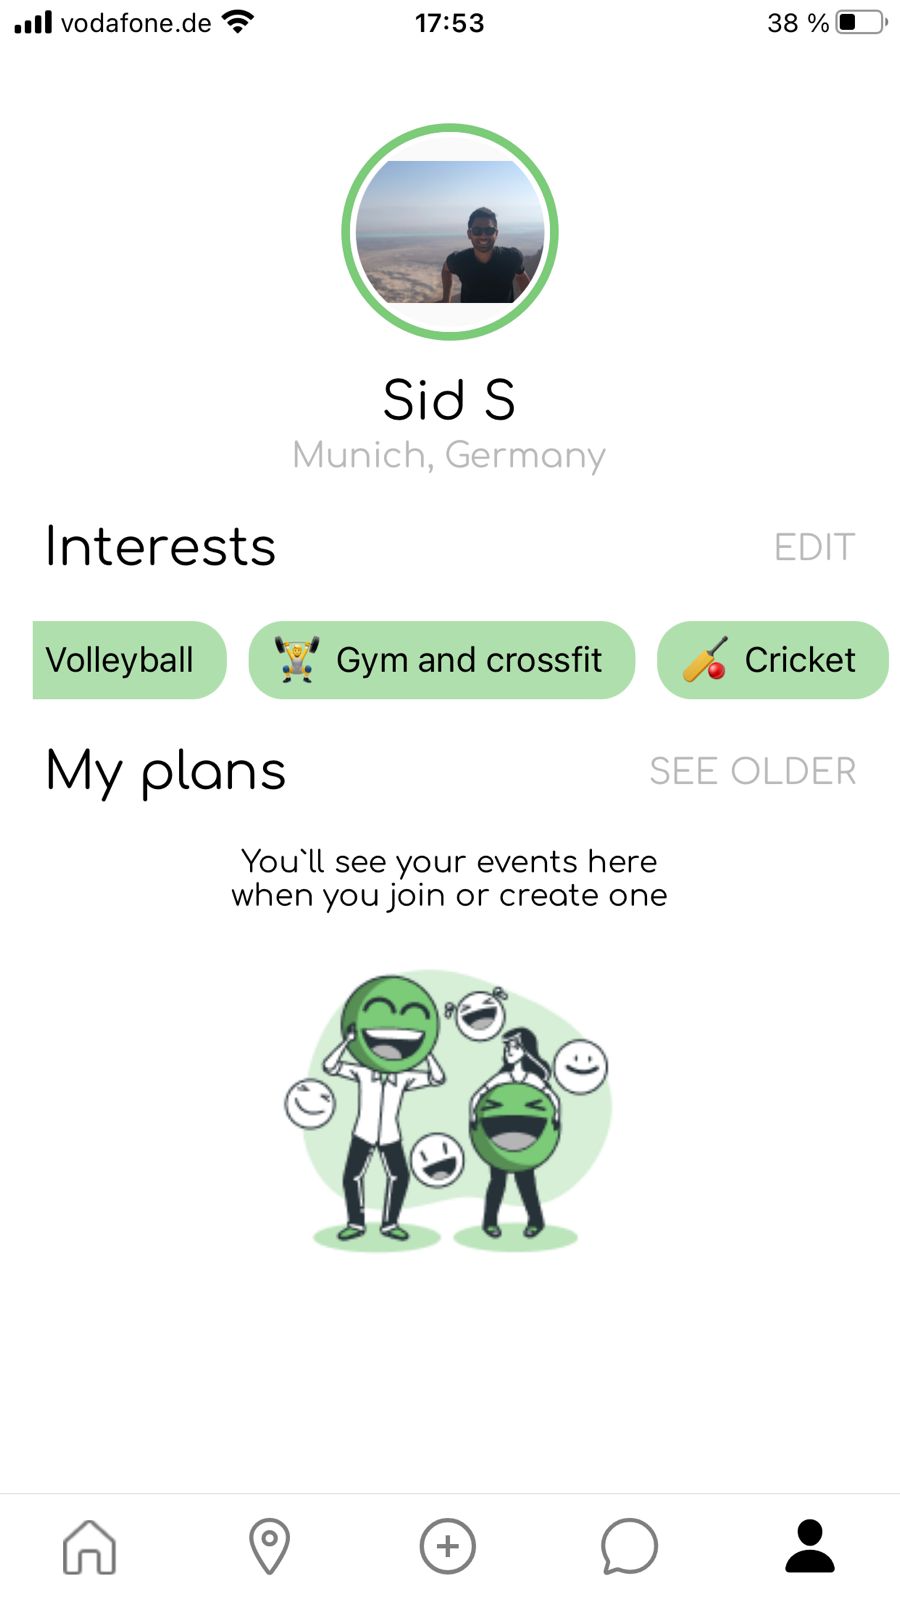 vodafone.de 17:53 38 %
Sid S
Munich, Germany
Interests EDIT
Volleyball Gym and crossfit Cricket
My plans SEE OLDER
You`ll see your events here
when you join or create one